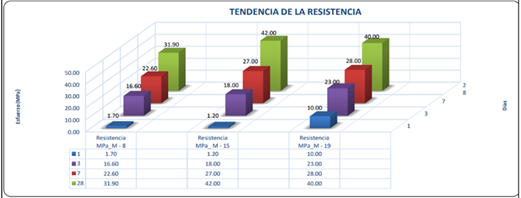 TENDENCIA DE LA RESISTENCIA
42.00
40.00
31.90
27.00
28.00
22.60
23.00
16.60
18.00
10.00
1.70
1.20
50.00
40.00
30.00
20.00
10.00
0.00
Esfuerzo(MPa)
Días
2
8
7
3
1
Resistencia MPa_M - 8
Resistencia MPa_M - 15
Resistencia MPa_M - 19
1 1.70 1.20 10.00
3 16.60 18.00 23.00
7 22.60 27.00 28.00
28 31.90 42.00 40.00